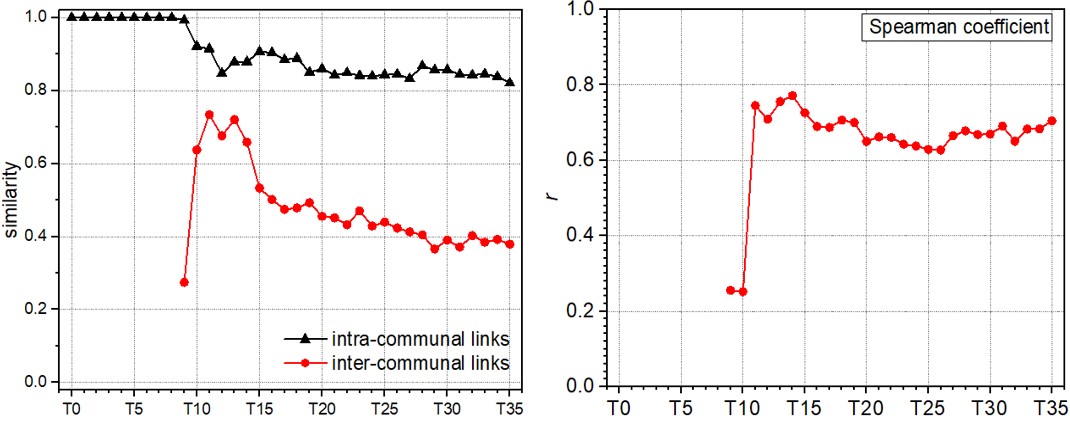 1.0
0.8
0.6
0.4
0.2
0.0
similarity
intra-communal links
inter-communal links
T0 T5 T10 T15 T20 T25 T30 T35
1.0
0.8
0.6
0.4
0.2
0.0
r
Spearman coefficient
T0 T5 T10 T15 T20 T25 T30 T35